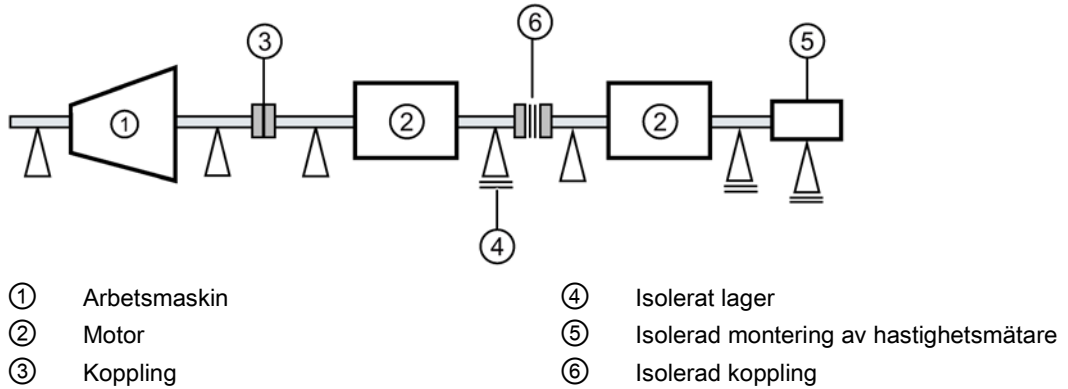 ⑥
③
⑤
①
②
②
④
① Arbetsmaskin
② Motor
③ Koppling
④ Isolerat lager
⑤ Isolerad montering av hastighetsmätare
⑥ Isolerad koppling